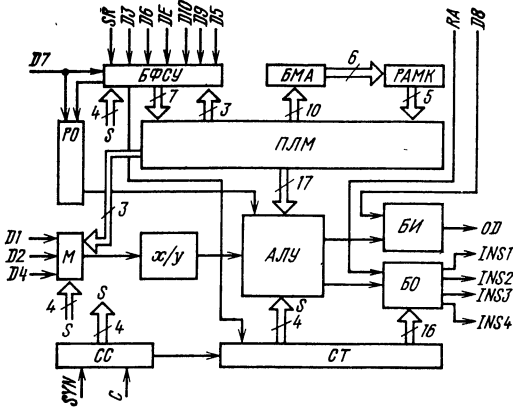 SR D3 D6 DE D10 D9 D5 RA D8
D7
БФСУ
БМА
6
РАМК
4
S
7
3
10
5
РО
ПЛМ
3
17
D1
D2
D4
М
х/у
АЛУ
БИ
OD
БО
INS1
INS2
INS3
INS4
4
S
S
4
S
4
16
СС
СТ
SYN
C